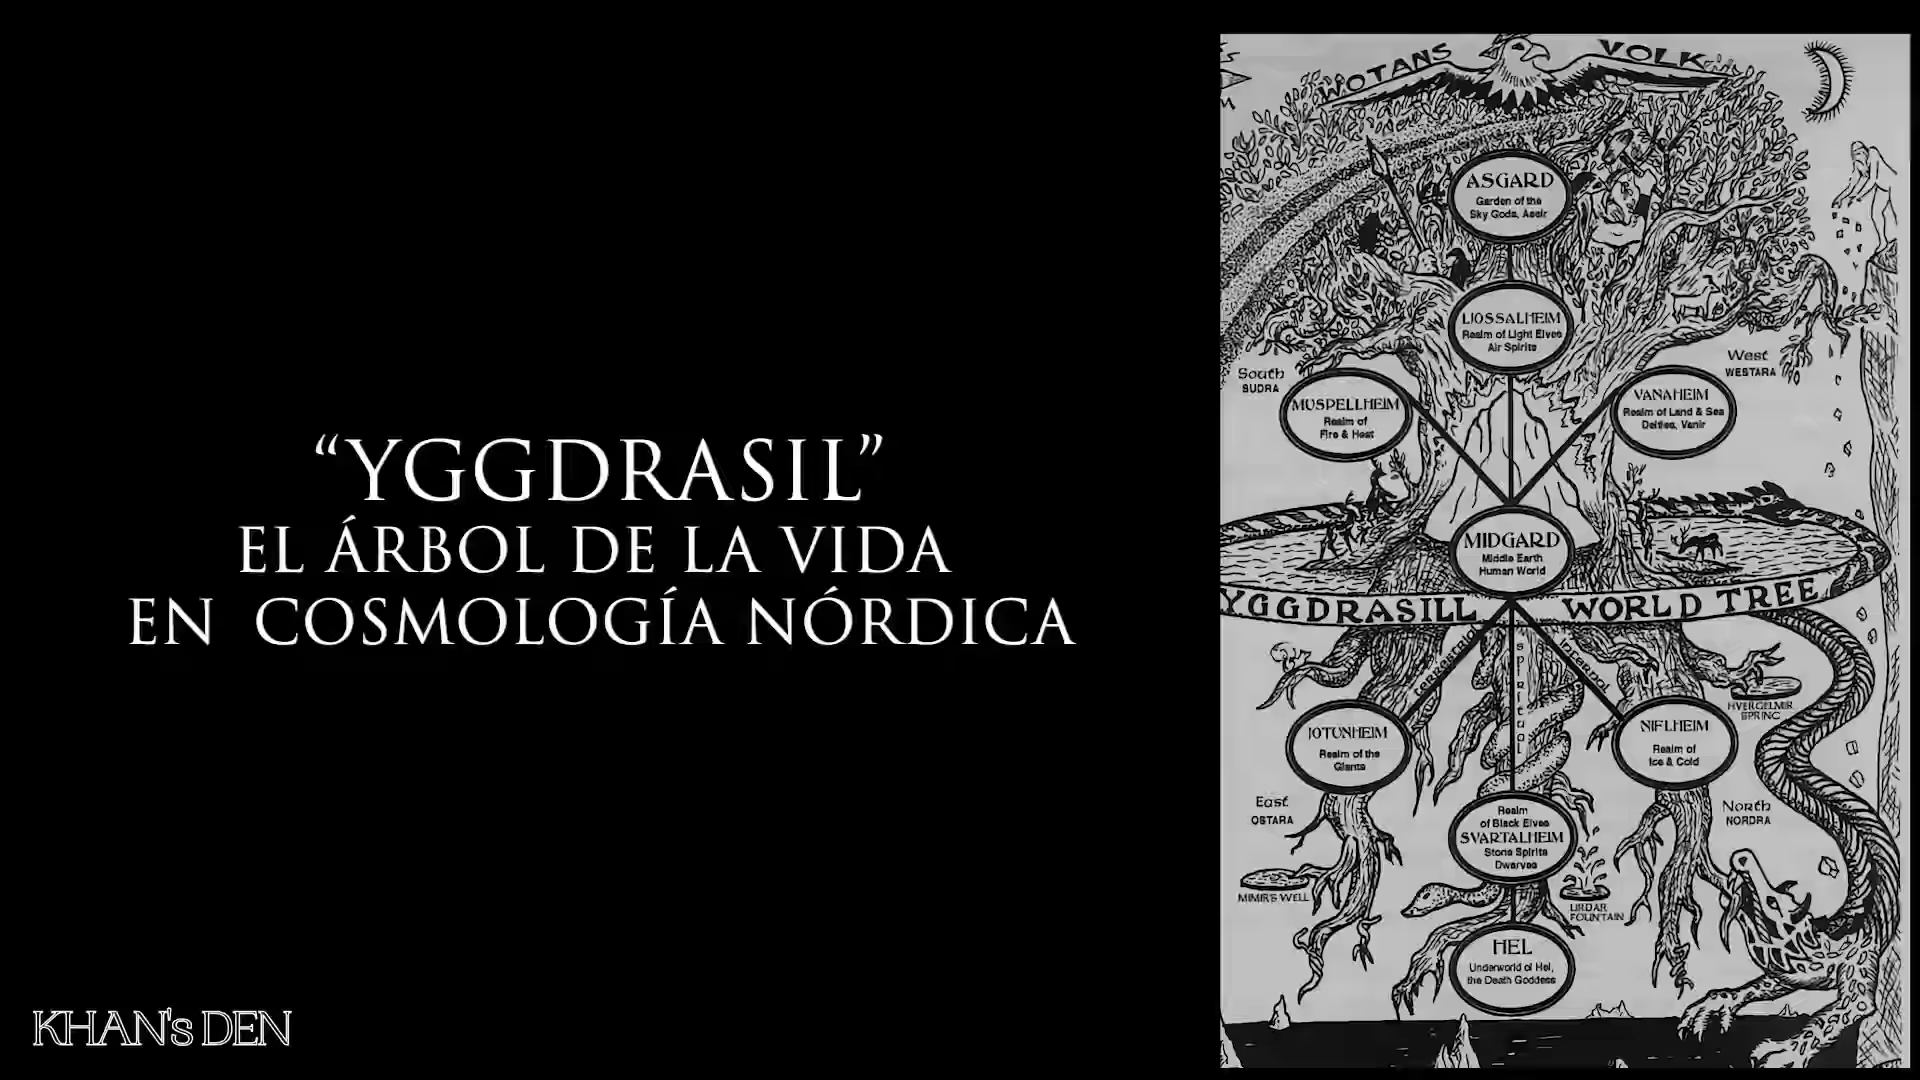 “YGGDRASIL”
EL ÁRBOL DE LA VIDA
EN COSMOLOGÍA NÓRDICA
KHAN's DEN
WOTANS VOLK
ASGARD
Garden of the
Sky Gods, Aesir
LJOSSALHEIM
Realm of Light Elves
Air Spirits
South
SUDRA
West
WESTARA
MUSPELLHEIM
Realm of
Fire & Heat
VANAHEIM
Realm of Land & Sea
Deities, Vanir
MIDGARD
Middle Earth
Human World
YGGDRASILL WORLD TREE
terrestrial
spiritual
HVERGELMIR
SPRING
JOTUNHEIM
Realm of the
Giants
NIFLHEIM
Realm of
Ice & Cold
East
OSTARA
North
NORDRA
Realm
of Black Elves
SVARTALHEIM
Stone Spirits
Dwarves
MIMIR'S WELL
URDAR
FOUNTAIN
HEL
Underworld of Hel,
the Death Goddess